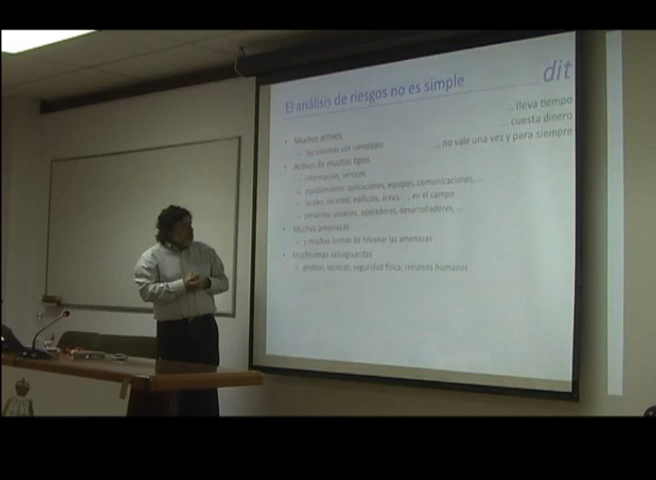 El análisis de riesgos no es simple
dit
... lleva tiempo
... cuesta dinero
... no vale una vez y para siempre
• Muchos activos
– los sistemas son complejos
• Activos de muchos tipos
– información, servicios
– equipamiento: aplicaciones, equipos, comunicaciones, ...
– locales: recintos, edificios, áreas, ..., en el campo
– personas: usuarios, operadores, desarrolladores, ...
• Muchas amenazas
– y muchas formas de hilvanar las amenazas
• Muchísimas salvaguardas
– gestión, técnicas, seguridad física, recursos humanos